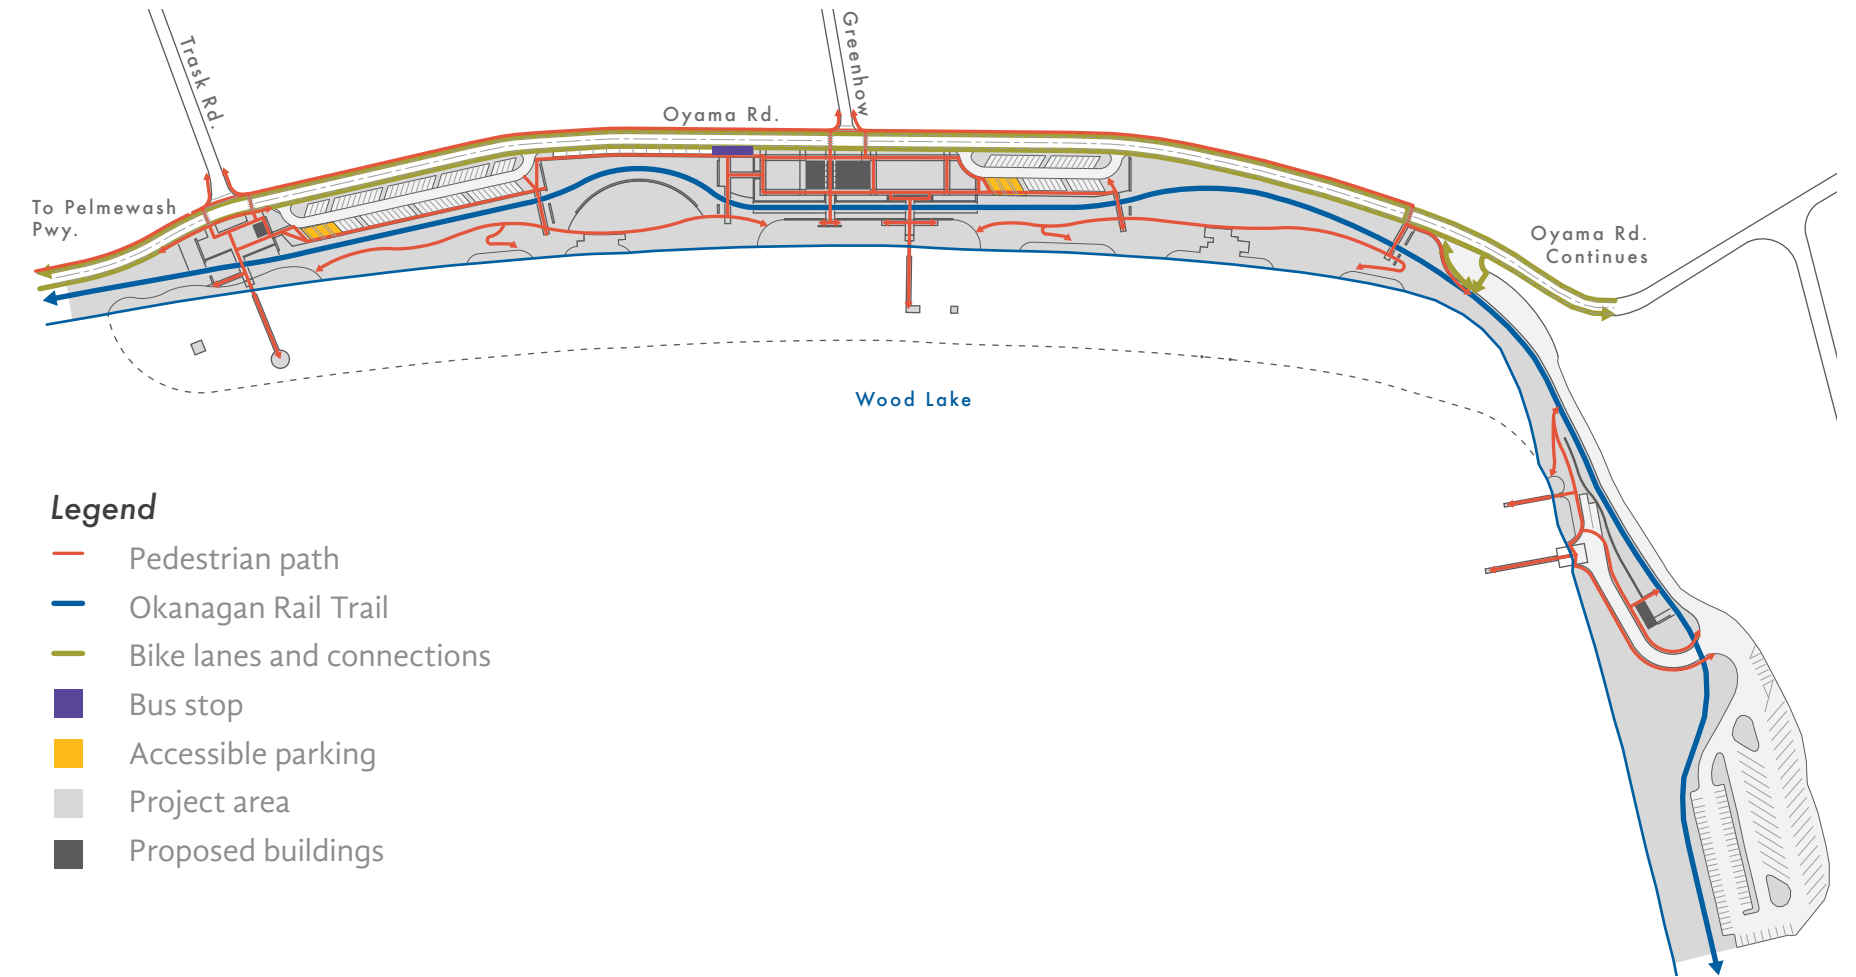 Trask Rd.
Greenhow
Oyama Rd.
To Pelmewash
Pwy.
Oyama Rd.
Continues
Wood Lake
Legend
Pedestrian path
Okanagan Rail Trail
Bike lanes and connections
Bus stop
Accessible parking
Project area
Proposed buildings